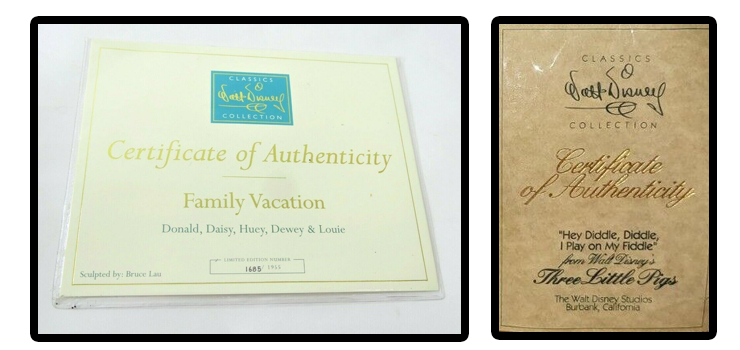 CLASSICS
Walt Disney
COLLECTION
Certificate of Authenticity
Family Vacation
Donald, Daisy, Huey, Dewey & Louie
LIMITED EDITION NUMBER
1685/
Sculpted by: Bruce Lau
CLASSICS
Walt Disney
COLLECTION
Certificate
of Authenticity
"Hey Diddle, Diddle,
I Play on My Fiddle"
from Walt Disney's
Three Little Pigs
The Walt Disney Studios
Burbank, California